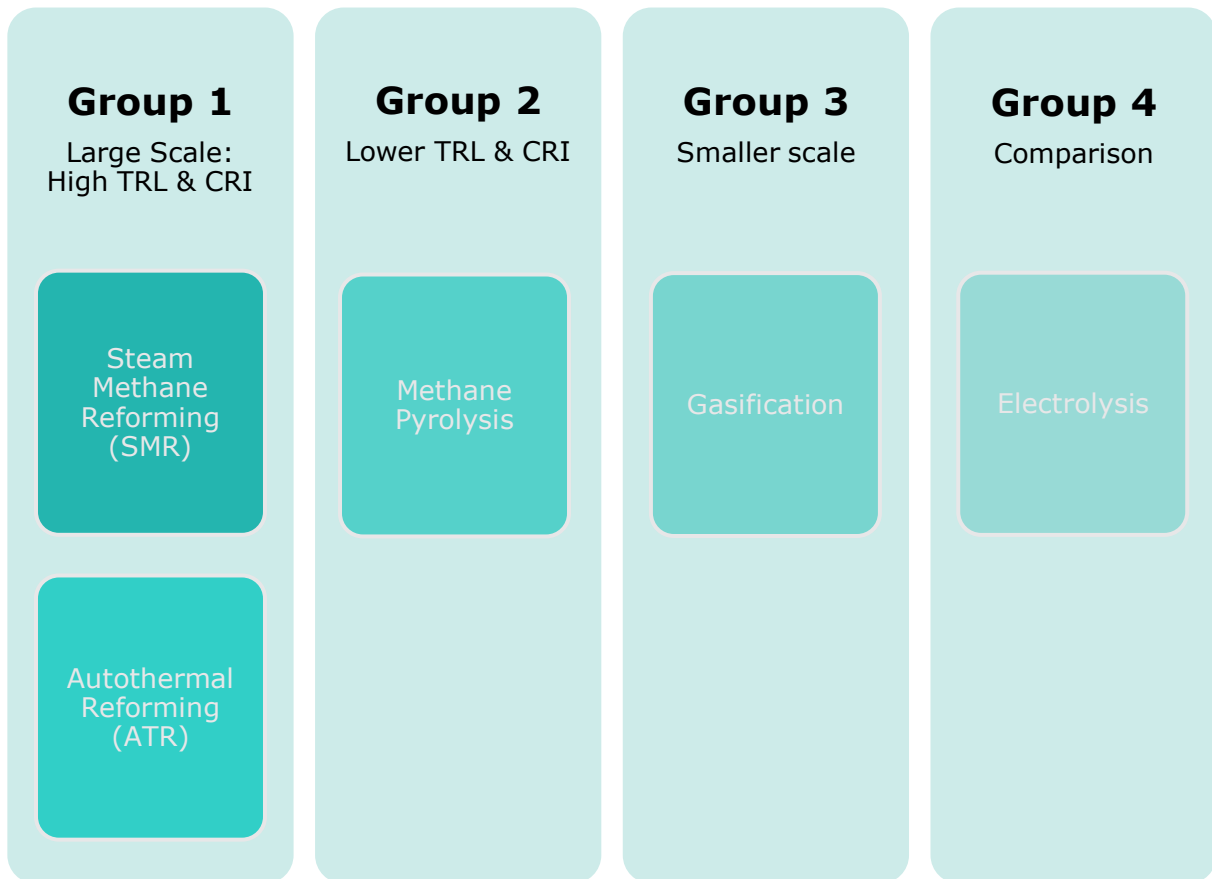 Group 1
Large Scale:
High TRL & CRI
Steam
Methane
Reforming
(SMR)
Autothermal
Reforming
(ATR)
Group 2
Lower TRL & CRI
Methane
Pyrolysis
Group 3
Smaller scale
Gasification
Group 4
Comparison
Electrolysis